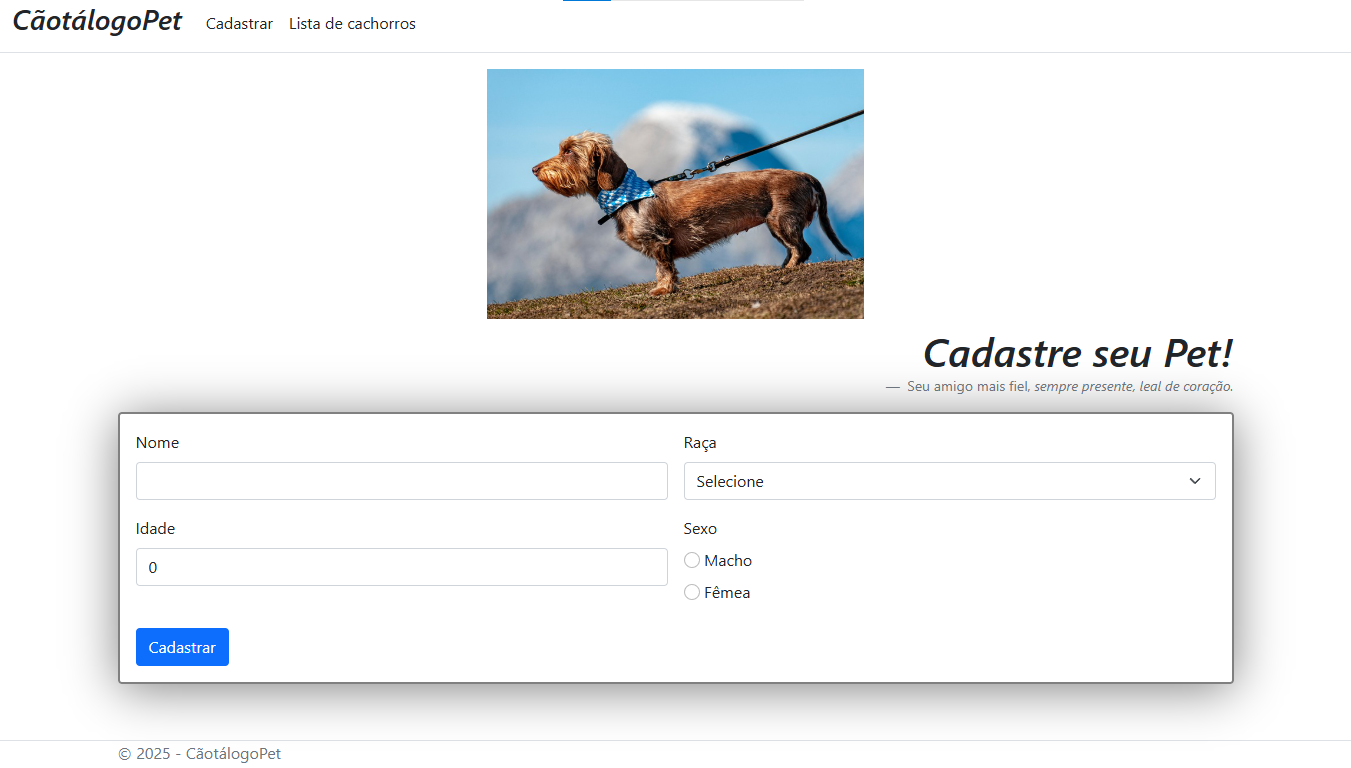 CãotálogoPet Cadastrar Lista de cachorros
Cadastre seu Pet!
— Seu amigo mais fiel, sempre presente, leal de coração.
Nome Raça
Selecione
Idade Sexo
0 Macho
Fêmea
Cadastrar
© 2025 - CãotálogoPet